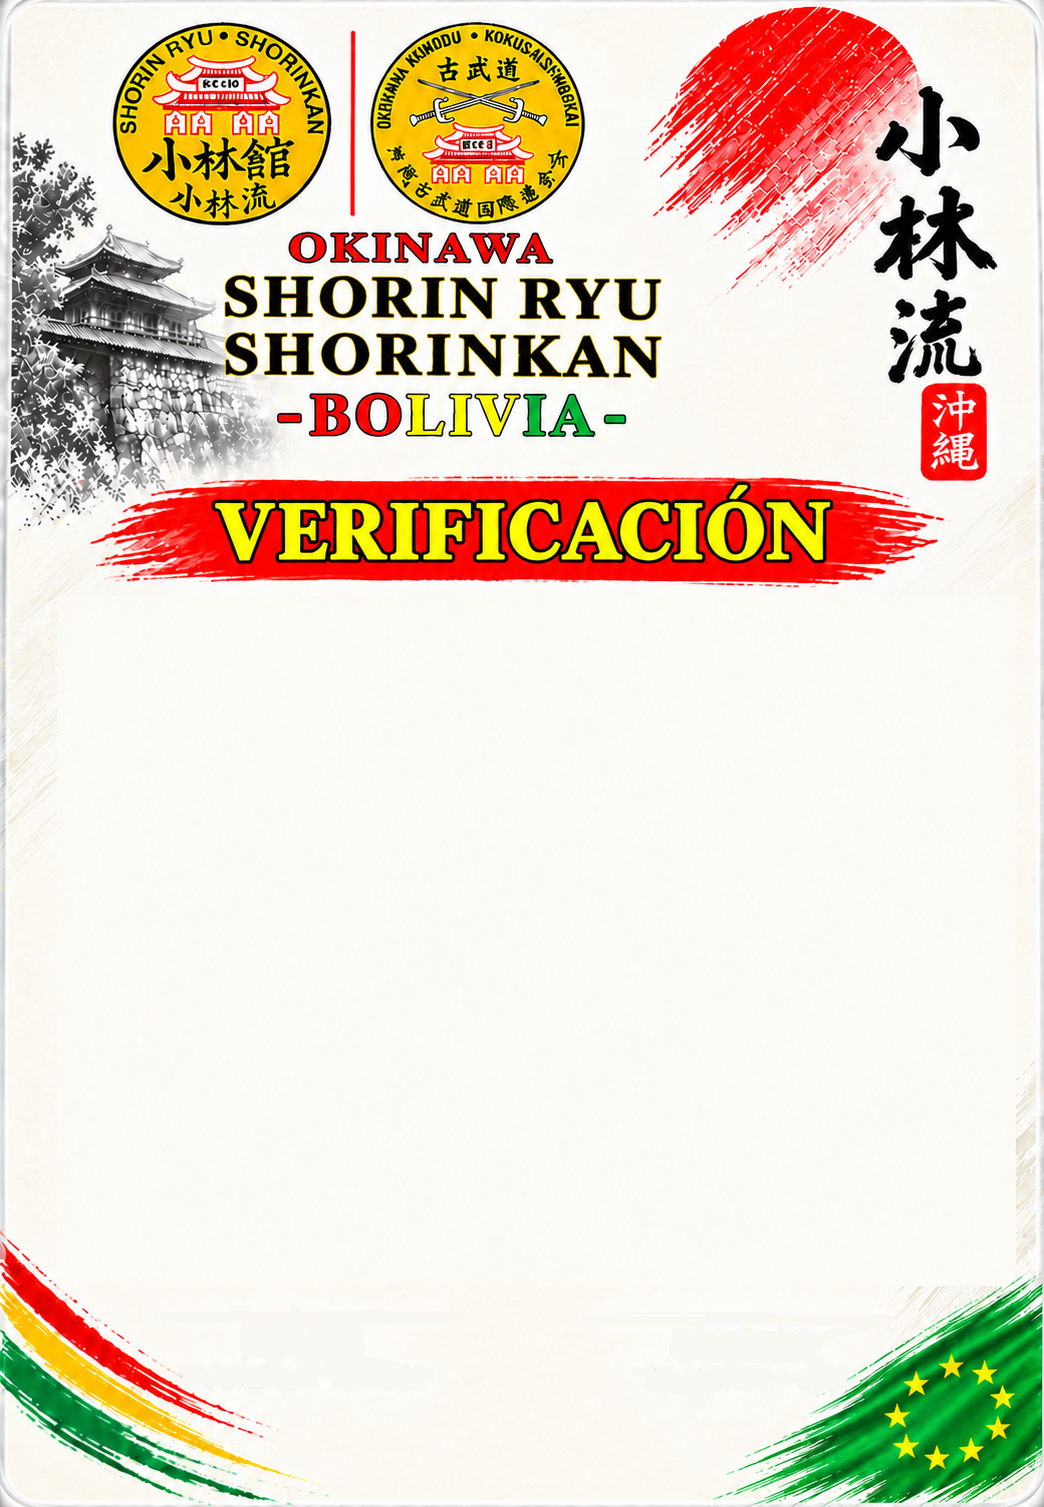 SHORIN RYU • SHORINKAN
小林館
小林流
古武道
OKINAWA
SHORIN RYU
SHORINKAN
-BOLIVIA-
小林流
沖縄
VERIFICACIÓN